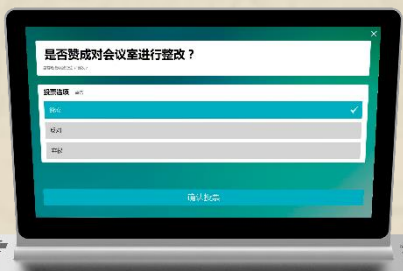 是否赞成对会议室进行整改？
投票选项
赞成
反对
弃权
确认投票